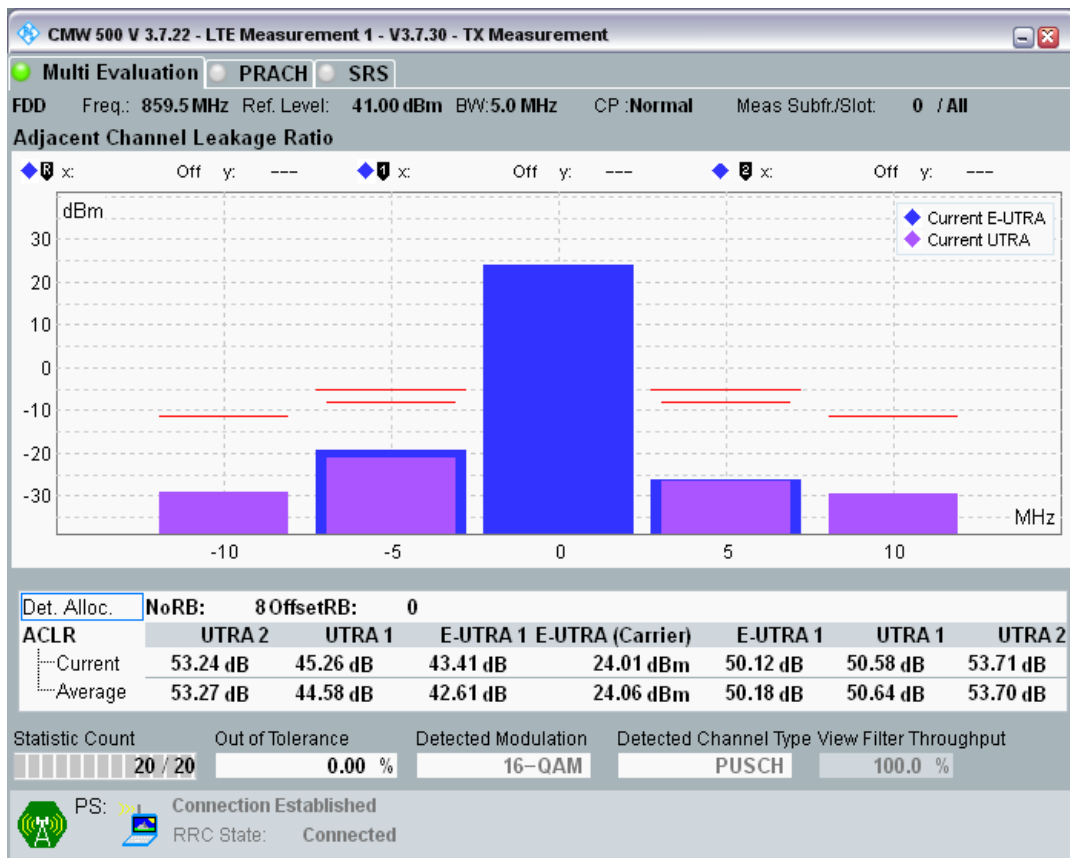 CMW 500 V 3.7.22 - LTE Measurement 1 - V3.7.30 - TX Measurement
Multi Evaluation PRACH SRS
FDD Freq.: 859.5 MHz Ref. Level: 41.00 dBm BW:5.0 MHz CP :Normal Meas Subfr./Slot: 0 / All
Adjacent Channel Leakage Ratio
R x: Off y: --- 1 x: Off y: --- 2 x: Off y: ---
dBm
Current E-UTRA
Current UTRA
30
20
10
0
-10
-20
-30
MHz
-10 -5 0 5 10
Det. Alloc. NoRB: 8 OffsetRB: 0
ACLR UTRA 2 UTRA 1 E-UTRA 1 E-UTRA (Carrier) E-UTRA 1 UTRA 1 UTRA 2
Current 53.24 dB 45.26 dB 43.41 dB 24.01 dBm 50.12 dB 50.58 dB 53.71 dB
Average 53.27 dB 44.58 dB 42.61 dB 24.06 dBm 50.18 dB 50.64 dB 53.70 dB
Statistic Count Out of Tolerance Detected Modulation Detected Channel Type View Filter Throughput
20 / 20 0.00 % 16-QAM PUSCH 100.0 %
PS: Connection Established
RRC State: Connected